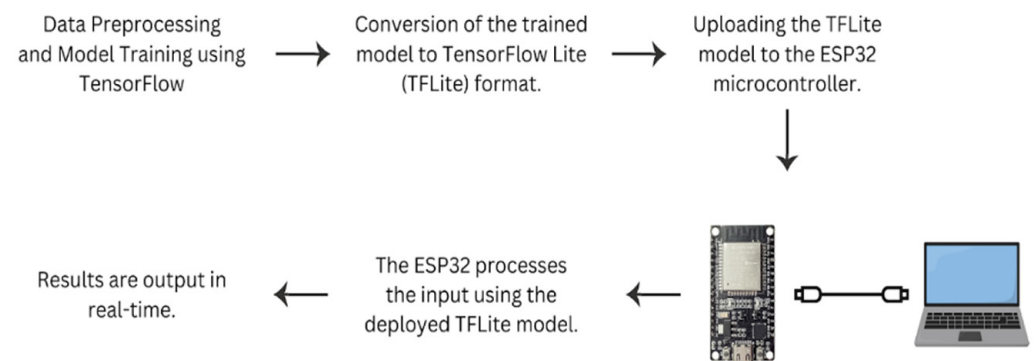 Data Preprocessing
and Model Training using
TensorFlow
Conversion of the trained
model to TensorFlow Lite
(TFLite) format.
Uploading the TFLite
model to the ESP32
microcontroller.
Results are output in
real-time.
The ESP32 processes
the input using the
deployed TFLite model.